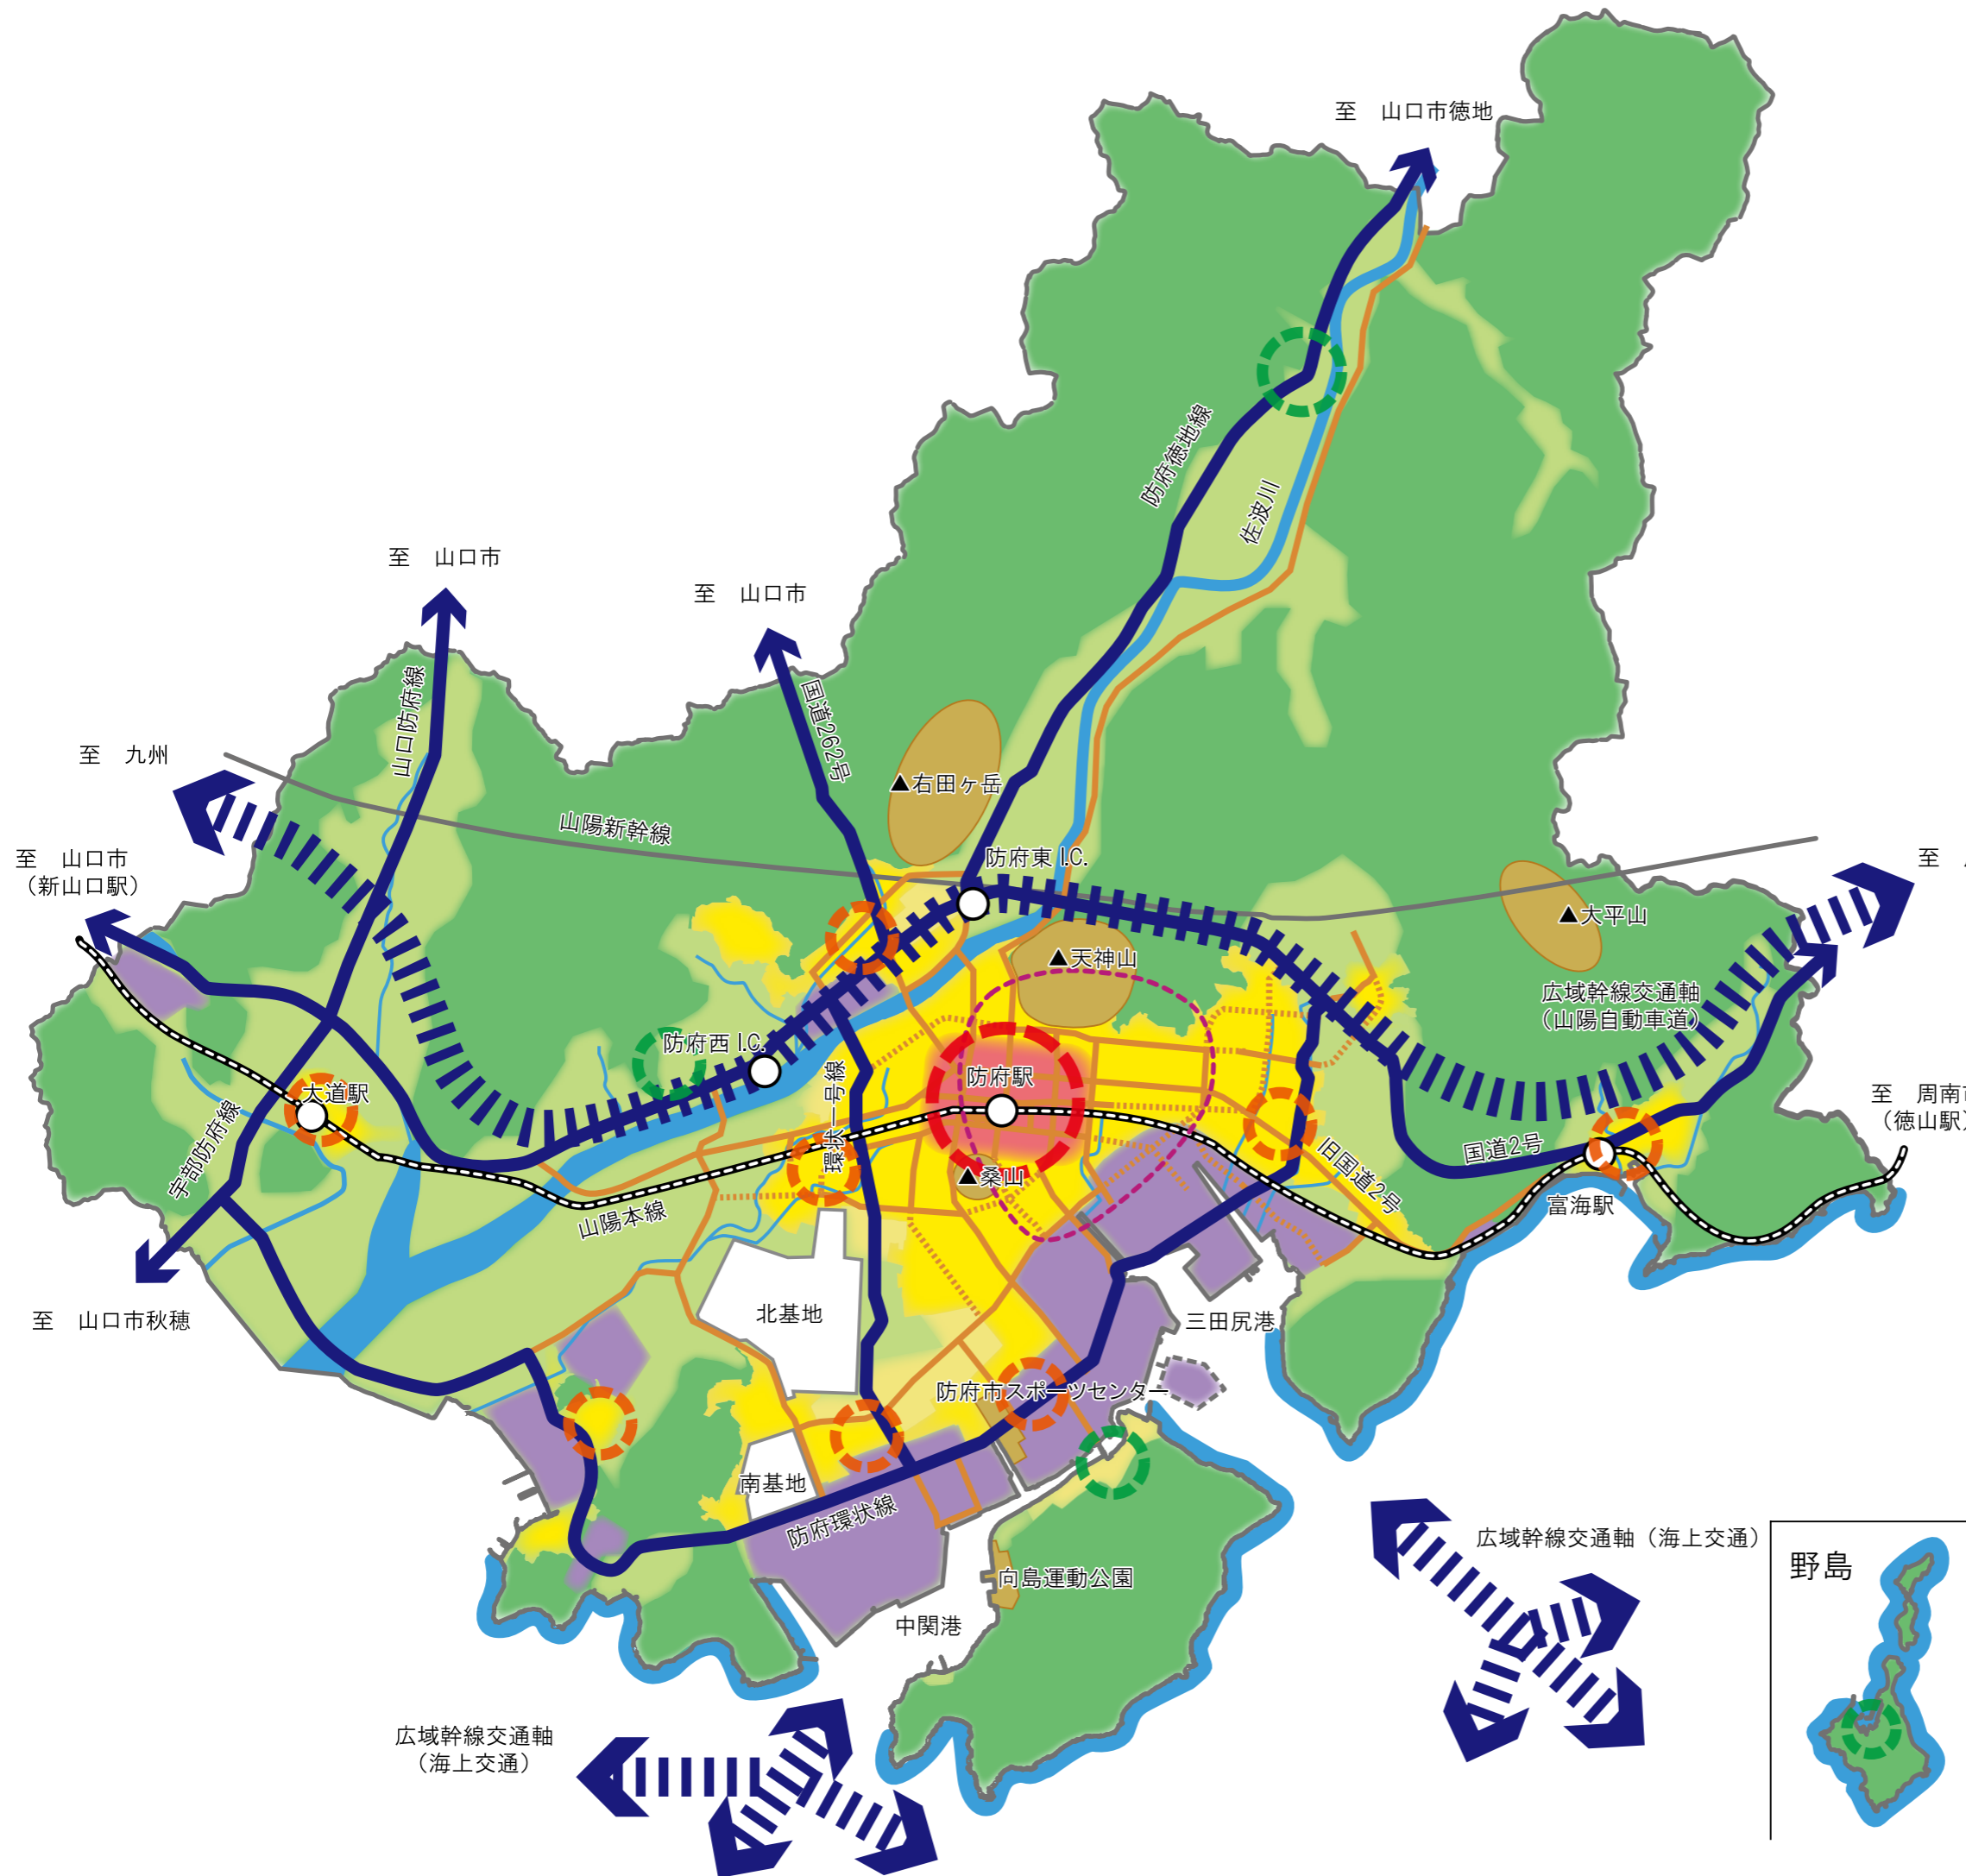 至　山口市徳地
防府徳地線
佐波川
至　山口市
至　山口市
山口防府線
国道262号
至　九州
右田ヶ岳
山陽新幹線
至　山口市
（新山口駅）
防府東 I.C.
至
大平山
天神山
広域幹線交通軸
（山陽自動車道）
防府西 I.C.
環状一号線
防府駅
大道駅
宇部防府線
至　周南市
（徳山駅）
旧国道2号
国道2号
桑山
富海駅
山陽本線
至　山口市秋穂
北基地
三田尻港
防府市スポーツセンター
南基地
防府環状線
広域幹線交通軸（海上交通）
野島
向島運動公園
中関港
広域幹線交通軸
（海上交通）